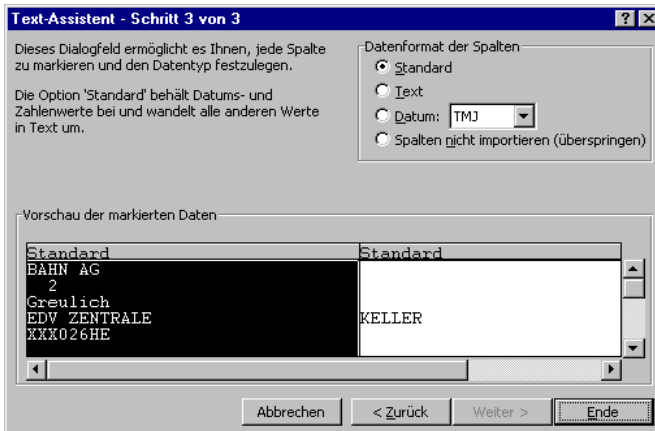 Text-Assistent - Schritt 3 von 3
Dieses Dialogfeld ermöglicht es Ihnen, jede Spalte
zu markieren und den Datentyp festzulegen.
Die Option 'Standard' behält Datums- und
Zahlenwerte bei und wandelt alle anderen Werte
in Text um.
Datenformat der Spalten
Standard
Text
Datum: TMJ
Spalten nicht importieren (überspringen)
Vorschau der markierten Daten
Standard Standard
BAHN AG
2
Greulich
EDV ZENTRALE KELLER
XXX026HE
Abbrechen < Zurück Weiter > Ende